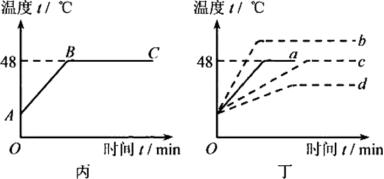 温度 t / ℃
48
B
C
A
O
时间 t / min
丙
温度 t / ℃
48
a
b
c
d
O
时间 t / min
丁